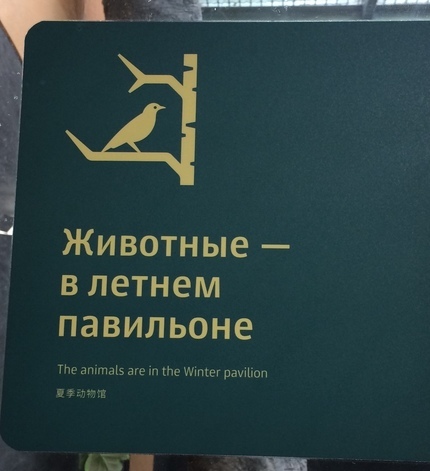 Животные —
в летнем
павильоне
The animals are in the Winter pavilion
夏季动物馆